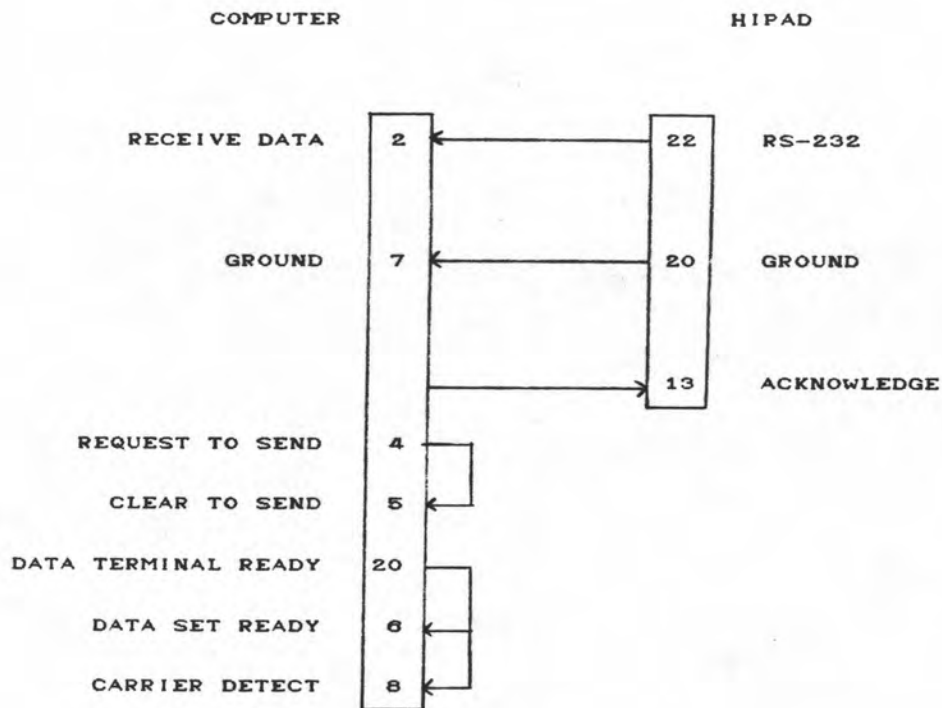 COMPUTER HIPAD
RECEIVE DATA 2 22 RS-232
GROUND 7 20 GROUND
13 ACKNOWLEDGE
REQUEST TO SEND 4
CLEAR TO SEND 5
DATA TERMINAL READY 20
DATA SET READY 6
CARRIER DETECT 8